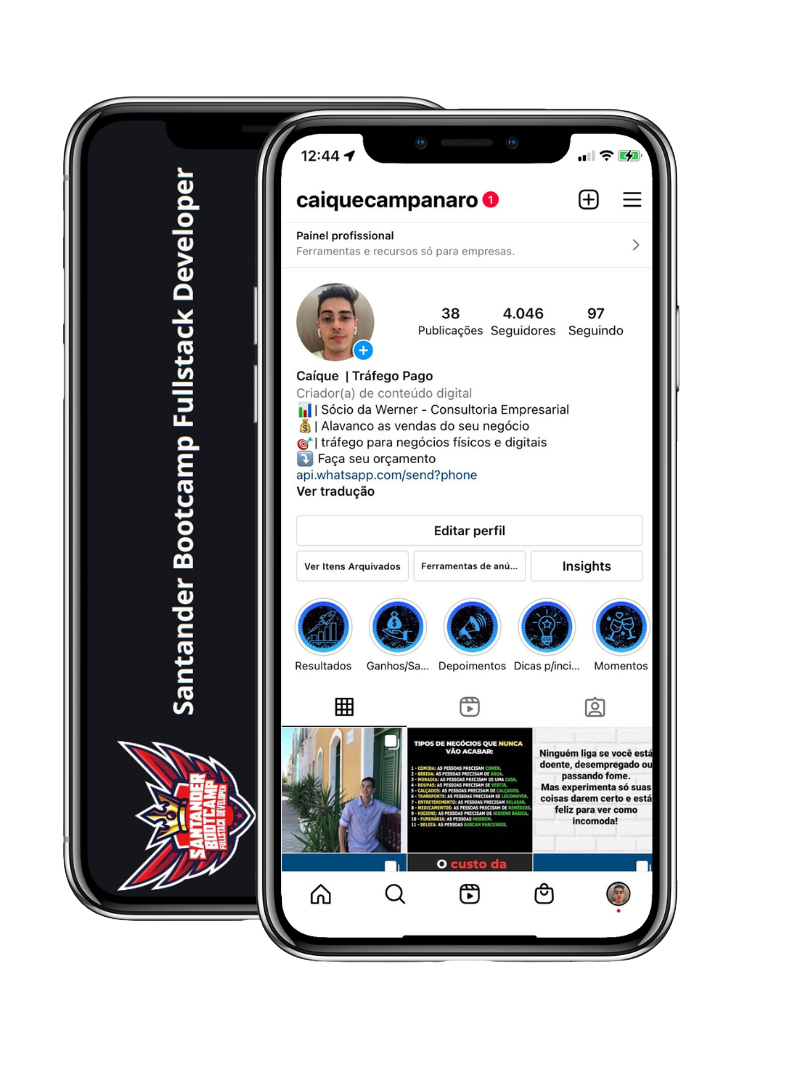 Santander Bootcamp Fullstack Developer
SANTANDER
BOOTCAMP
FULLSTACK DEVELOPER
12:44
caiquecampanaro 1
Painel profissional
Ferramentas e recursos só para empresas.
38 4.046 97
Publicações Seguidores Seguindo
Caíque | Tráfego Pago
Criador(a) de conteúdo digital
| Sócio da Werner - Consultoria Empresarial
| Alavanco as vendas do seu negócio
| tráfego para negócios físicos e digitais
Faça seu orçamento
api.whatsapp.com/send?phone
Ver tradução
Editar perfil
Ver Itens Arquivados Ferramentas de anú... Insights
Resultados Ganhos/Sa... Depoimentos Dicas p/inci... Momentos
TIPOS DE NEGÓCIOS QUE NUNCA
VÃO ACABAR:
1 - COMIDA: AS PESSOAS PRECISAM COMER.
2 - BEBIDA: AS PESSOAS PRECISAM DE ÁGUA.
3 - MORADIA: AS PESSOAS PRECISAM DE UMA CASA.
4 - ROUPAS: AS PESSOAS PRECISAM SE VESTIR.
5 - CALÇADOS: AS PESSOAS PRECISAM DE CALÇADOS.
6 - TRANSPORTE: AS PESSOAS PRECISAM SE LOCOMOVER.
7 - ENTRETENIMENTO: AS PESSOAS PRECISAM RELAXAR.
8 - MEDICAMENTOS: AS PESSOAS PRECISAM DE REMÉDIOS.
9 - HIGIENE: AS PESSOAS PRECISAM DE HIGIENE BÁSICA.
10 - FUNERÁRIA: AS PESSOAS MORREM.
11 - BELEZA: AS PESSOAS BUSCAM PARCEIROS.
Ninguém liga se você está
doente, desempregado ou
passando fome.
Mas experimenta só suas
coisas darem certo e está
feliz para ver como
incomoda!
O custo da